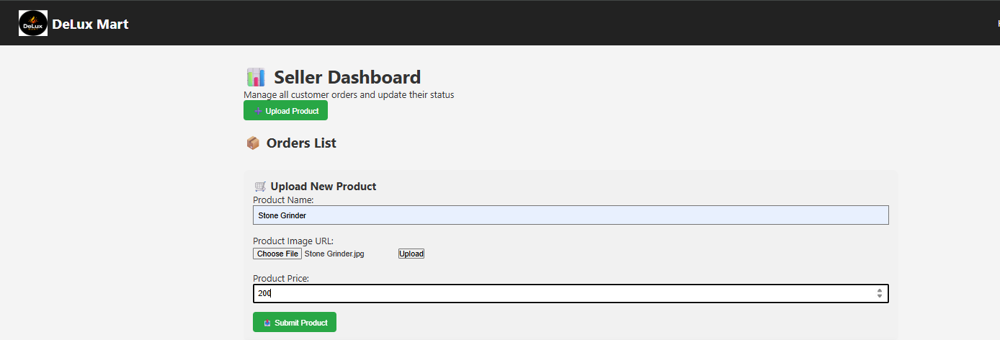 DeLux
DeLux Mart
Seller Dashboard
Manage all customer orders and update their status
Upload Product
Orders List
Upload New Product
Product Name:
Stone Grinder
Product Image URL:
Choose File Stone Grinder.jpg Upload
Product Price:
200
Submit Product